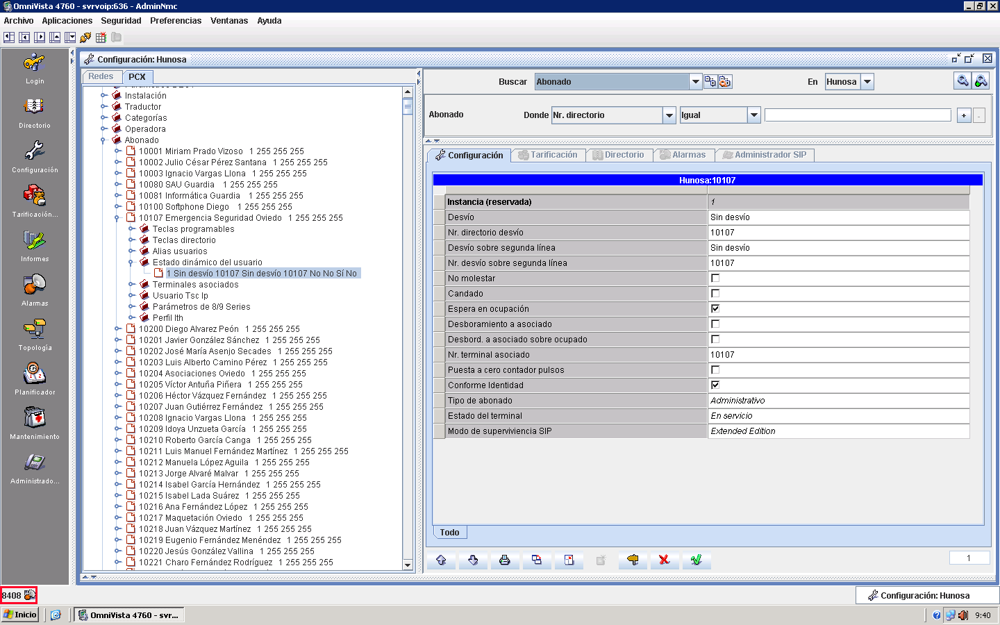 OmniVista 4760 - svrvoip:636 - AdminNmc
Archivo Aplicaciones Seguridad Preferencias Ventanas Ayuda
Login
Directorio
Configuración
Tarificación...
Informes
Alarmas
Topología
Planificador
Mantenimiento
Administrado...
Configuración: Hunosa
Redes PCX
Instalación
Traductor
Categorías
Operadora
Abonado
10001 Miriam Prado Vizoso 1 255 255 255
10002 Julio César Pérez Santana 1 255 255 255
10003 Ignacio Vargas Llona 1 255 255 255
10080 SAU Guardia 1 255 255 255
10081 Informática Guardia 1 255 255 255
10100 Softphone Diego 1 255 255 255
10107 Emergencia Seguridad Oviedo 1 255 255 255
Teclas programables
Teclas directorio
Alias usuarios
Estado dinámico del usuario
1 Sin desvío 10107 Sin desvío 10107 No No Sí No
Terminales asociados
Usuario Tsc Ip
Parámetros de 8/9 Series
Perfil Ith
10200 Diego Alvarez Peón 1 255 255 255
10201 Javier González Sánchez 1 255 255 255
10202 José María Asenjo Secades 1 255 255 255
10203 Luis Alberto Camino Pérez 1 255 255 255
10204 Asociaciones Oviedo 1 255 255 255
10205 Víctor Antuña Piñera 1 255 255 255
10206 Héctor Vázquez Fernández 1 255 255 255
10207 Juan Gutiérrez Fernández 1 255 255 255
10208 Ignacio Vargas Llona 1 255 255 255
10209 Idoya Unzueta García 1 255 255 255
10210 Roberto García Canga 1 255 255 255
10211 Luis Manuel Fernández Martínez 1 255 255 255
10212 Manuela López Aguila 1 255 255 255
10213 Jorge Alvaré Malvar 1 255 255 255
10214 Isabel García Hernández 1 255 255 255
10215 Isabel Lada Suárez 1 255 255 255
10216 Ana Fernández López 1 255 255 255
10217 Maquetación Oviedo 1 255 255 255
10218 Juan Vázquez Martínez 1 255 255 255
10219 Eugenio Fernández Menéndez 1 255 255 255
10220 Jesús González Vallina 1 255 255 255
10221 Charo Fernández Rodríguez 1 255 255 255
Buscar Abonado En Hunosa
Abonado Donde Nr. directorio Igual + -
Configuración Tarificación Directorio Alarmas Administrador SIP
Hunosa:10107
Instancia (reservada) 1
Desvío Sin desvío
Nr. directorio desvío 10107
Desvío sobre segunda línea Sin desvío
Nr. desvío sobre segunda línea 10107
No molestar
Candado
Espera en ocupación
Desboramiento a asociado
Desbord. a asociado sobre ocupado
Nr. terminal asociado 10107
Puesta a cero contador pulsos
Conforme Identidad
Tipo de abonado Administrativo
Estado del terminal En servicio
Modo de superviviencia SIP Extended Edition
Todo
1
8408
Configuración: Hunosa
Inicio
OmniVista 4760 - svr...
9:40